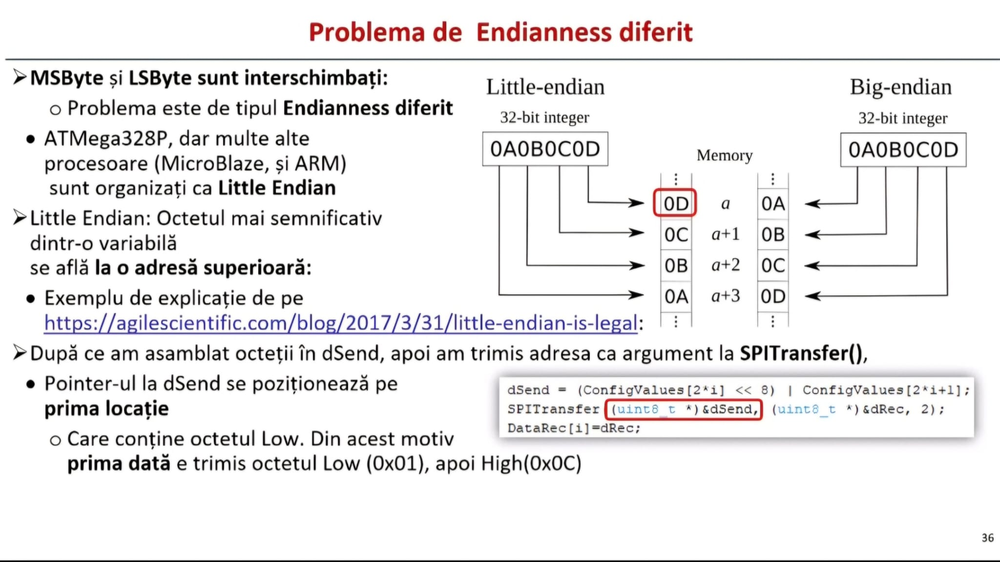 Problema de Endianness diferit
MSByte și LSByte sunt interschimbați:
Problema este de tipul Endianness diferit
ATMega328P, dar multe alte
procesoare (MicroBlaze, și ARM)
sunt organizați ca Little Endian
Little Endian: Octetul mai semnificativ
dintr-o variabilă
se află la o adresă superioară:
Exemplu de explicație de pe
https://agilescientific.com/blog/2017/3/31/little-endian-is-legal:
Little-endian
32-bit integer
0A0B0C0D
Big-endian
32-bit integer
0A0B0C0D
Memory
0D a 0A
0C a+1 0B
0B a+2 0C
0A a+3 0D
După ce am asamblat octeții în dSend, apoi am trimis adresa ca argument la SPITransfer(),
Pointer-ul la dSend se poziționează pe
prima locație
Care conține octetul Low. Din acest motiv
prima dată e trimis octetul Low (0x01), apoi High(0x0C)
dSend = (ConfigValues[2*i] << 8) | ConfigValues[2*i+1];
SPITransfer (uint8_t *)&dSend, (uint8_t *)&dRec, 2);
DataRec[i]=dRec;
36